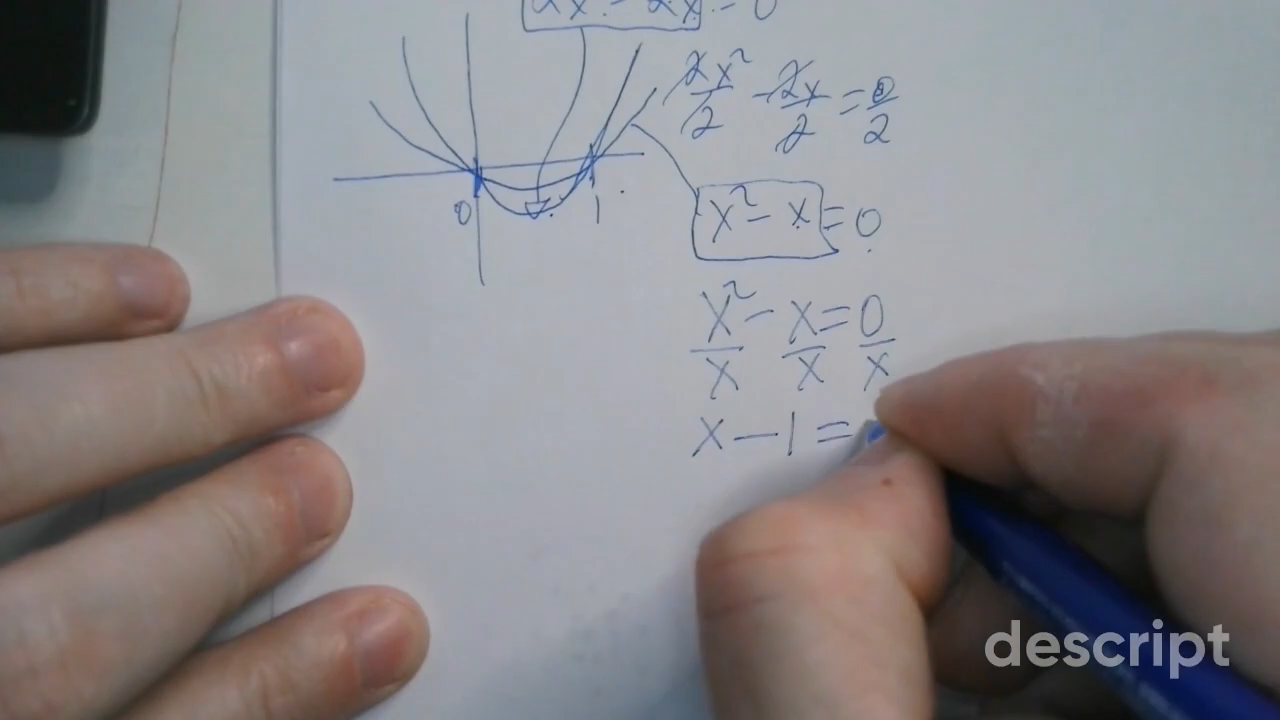 2x² - 2x = 0
2x²/2 - 2x/2 = 0/2
0 1
x² - x = 0
x² - x = 0
x x x
x - 1 =
descript